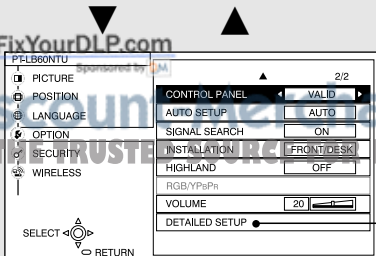 FixYourDLP.com
Sponsored by DM
PT-LB60NTU
PICTURE
POSITION
LANGUAGE
OPTION
SECURITY
WIRELESS
SELECT
RETURN
2/2
CONTROL PANEL VALID
AUTO SETUP AUTO
SIGNAL SEARCH ON
INSTALLATION FRONT/DESK
HIGHLAND OFF
RGB/YPBPR
VOLUME 20
DETAILED SETUP